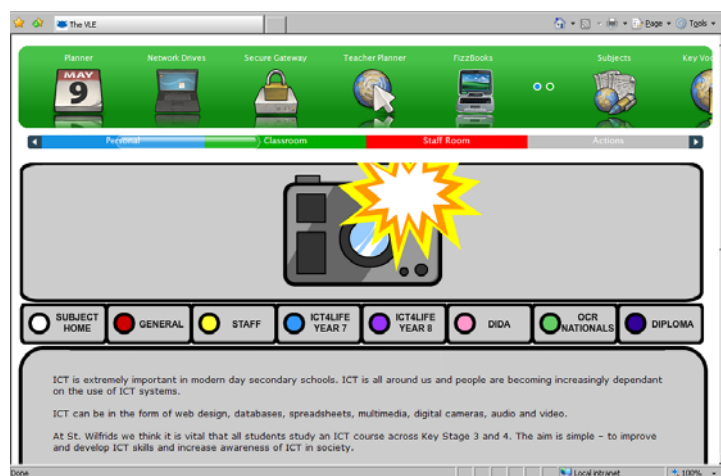 The VLE
Page Tools
Planner Network Drives Secure Gateway Teacher Planner FizzBooks Subjects Key Voc
MAY
9
Personal Classroom Staff Room Actions
SUBJECT HOME GENERAL STAFF ICT4LIFE YEAR 7 ICT4LIFE YEAR 8 DIDA OCR NATIONALS DIPLOMA
ICT is extremely important in modern day secondary schools. ICT is all around us and people are becoming increasingly dependant
on the use of ICT systems.
ICT can be in the form of web design, databases, spreadsheets, multimedia, digital cameras, audio and video.
At St. Wilfrids we think it is vital that all students study an ICT course across Key Stage 3 and 4. The aim is simple – to improve
and develop ICT skills and increase awareness of ICT in society.
Done Local intranet 100%